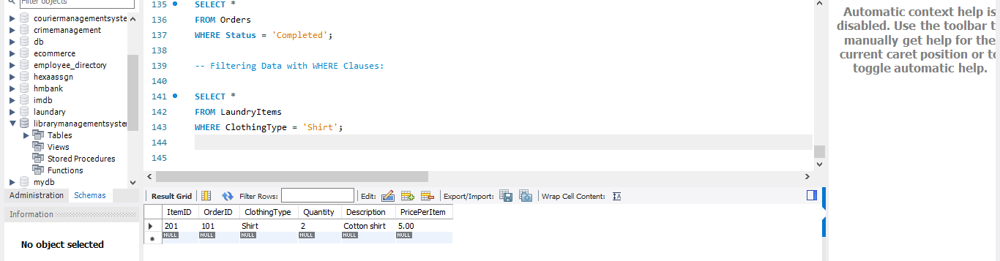 Filter objects
couriermanagementsyste
crimemanagement
db
ecommerce
employee_directory
hexaassgn
hmbank
imdb
laundary
librarymanagementsyster
Tables
Views
Stored Procedures
Functions
mydb
Administration Schemas
Information
No object selected
135 SELECT *
136 FROM Orders
137 WHERE Status = 'Completed';
138
139 -- Filtering Data with WHERE Clauses:
140
141 SELECT *
142 FROM LaundryItems
143 WHERE ClothingType = 'Shirt';
144
145
Result Grid Filter Rows: Edit: Export/Import: Wrap Cell Content: IA
ItemID OrderID ClothingType Quantity Description PricePerItem
201 101 Shirt 2 Cotton shirt 5.00
NULL NULL NULL NULL NULL NULL
Automatic context help is
disabled. Use the toolbar t
manually get help for the
current caret position or to
toggle automatic help.